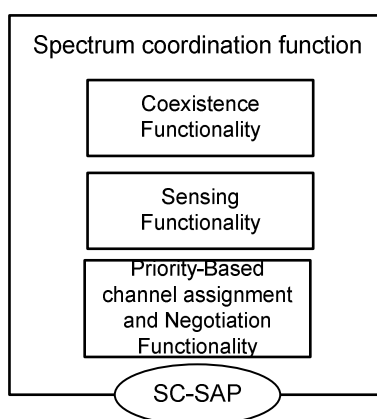 Spectrum coordination function
Coexistence
Functionality
Sensing
Functionality
Priority-Based
channel assignment
and Negotiation
Functionality
SC-SAP